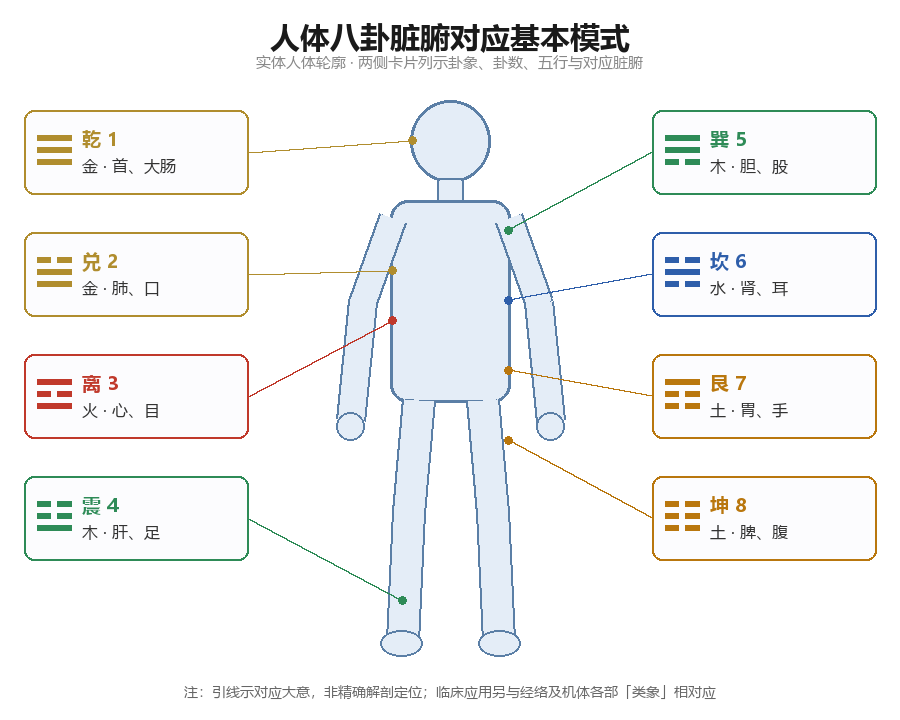 人体八卦脏腑对应基本模式
实体人体轮廓 · 两侧卡片列示卦象、卦数、五行与对应脏腑
乾 1
金 · 首、大肠
兑 2
金 · 肺、口
离 3
火 · 心、目
震 4
木 · 肝、足
巽 5
木 · 胆、股
坎 6
水 · 肾、耳
艮 7
土 · 胃、手
坤 8
土 · 脾、腹
注：引线示对应大意，非精确解剖定位；临床应用另与经络及机体各部「类象」相对应